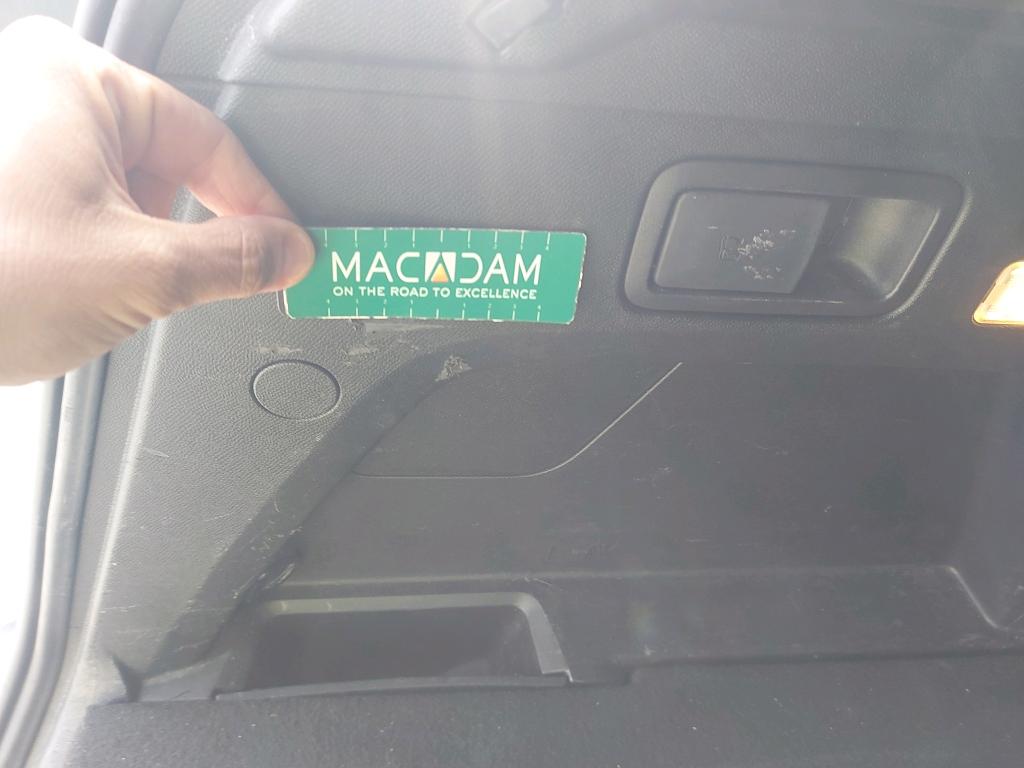 MACADAM
ON THE ROAD TO EXCELLENCE